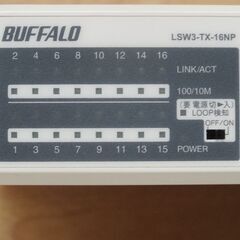 BUFFALO
LSW3-TX-16NP
2 4 6 8 10 12 14 16
LINK/ACT
100/10M
(要 電源切▶入)
■ LOOP検知
OFF/ON
1 3 5 7 9 11 13 15
POWER